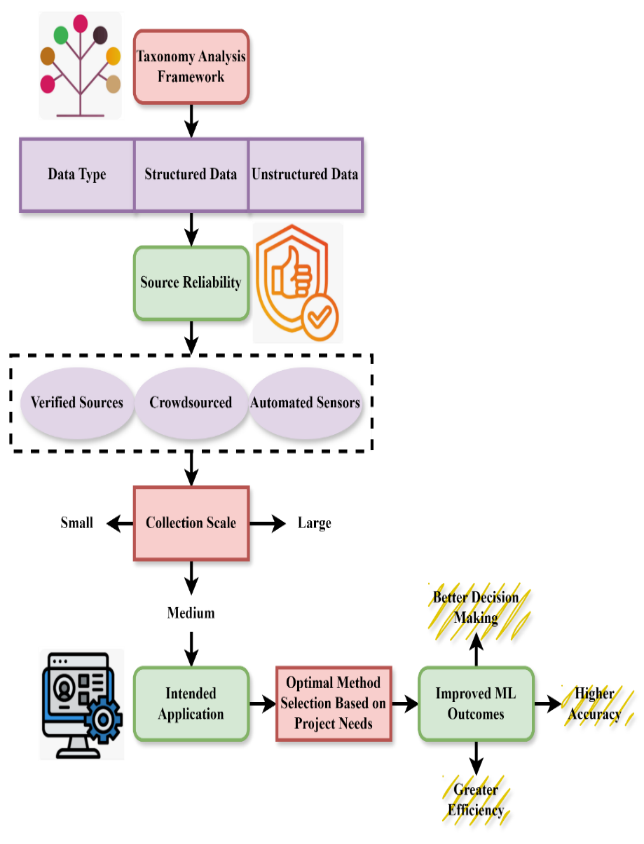 Taxonomy Analysis
Framework
Data Type
Structured Data
Unstructured Data
Source Reliability
Verified Sources
Crowdsourced
Automated Sensors
Small
Collection Scale
Large
Medium
Intended
Application
Optimal Method
Selection Based on
Project Needs
Improved ML
Outcomes
Better Decision
Making
Higher
Accuracy
Greater
Efficiency